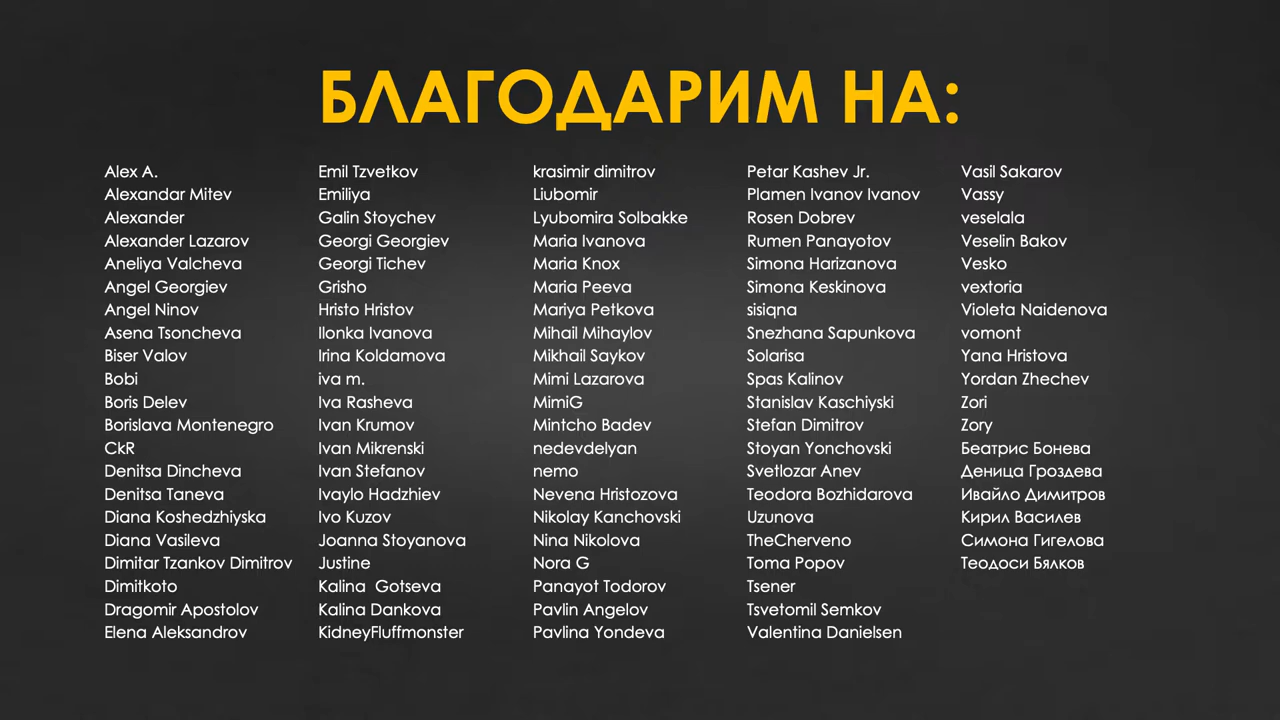 БЛАГОДАРИМ НА:
Alex A.
Alexandar Mitev
Alexander
Alexander Lazarov
Aneliya Valcheva
Angel Georgiev
Angel Ninov
Asena Tsoncheva
Biser Valov
Bobi
Boris Delev
Borislava Montenegro
CkR
Denitsa Dincheva
Denitsa Taneva
Diana Koshedzhiyska
Diana Vasileva
Dimitar Tzankov Dimitrov
Dimitkoto
Dragomir Apostolov
Elena Aleksandrov
Emil Tzvetkov
Emiliya
Galin Stoychev
Georgi Georgiev
Georgi Tichev
Grisho
Hristo Hristov
Ilonka Ivanova
Irina Koldamova
iva m.
Iva Rasheva
Ivan Krumov
Ivan Mikrenski
Ivan Stefanov
Ivaylo Hadzhiev
Ivo Kuzov
Joanna Stoyanova
Justine
Kalina  Gotseva
Kalina Dankova
KidneyFluffmonster
krasimir dimitrov
Liubomir
Lyubomira Solbakke
Maria Ivanova
Maria Knox
Maria Peeva
Mariya Petkova
Mihail Mihaylov
Mikhail Saykov
Mimi Lazarova
MimiG
Mintcho Badev
nedevdelyan
nemo
Nevena Hristozova
Nikolay Kanchovski
Nina Nikolova
Nora G
Panayot Todorov
Pavlin Angelov
Pavlina Yondeva
Petar Kashev Jr.
Plamen Ivanov Ivanov
Rosen Dobrev
Rumen Panayotov
Simona Harizanova
Simona Keskinova
sisiqna
Snezhana Sapunkova
Solarisa
Spas Kalinov
Stanislav Kaschiyski
Stefan Dimitrov
Stoyan Yonchovski
Svetlozar Anev
Teodora Bozhidarova
Uzunova
TheCherveno
Toma Popov
Tsener
Tsvetomil Semkov
Valentina Danielsen
Vasil Sakarov
Vassy
veselala
Veselin Bakov
Vesko
vextoria
Violeta Naidenova
vomont
Yana Hristova
Yordan Zhechev
Zori
Zory
Беатрис Бонева
Деница Гроздева
Ивайло Димитров
Кирил Василев
Симона Гигелова
Теодоси Бялков